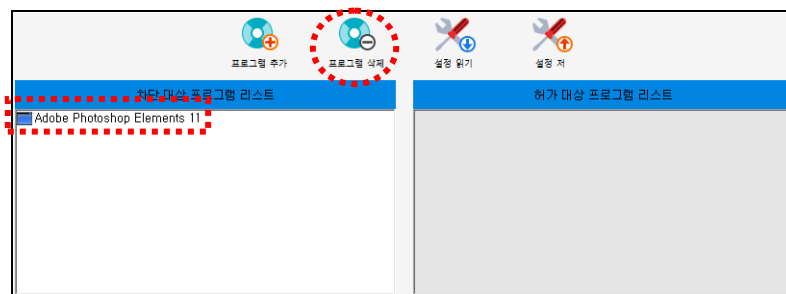 프로그램 추가 프로그램 삭제 설정 읽기 설정 저
차단 대상 프로그램 리스트 허가 대상 프로그램 리스트
Adobe Photoshop Elements 11